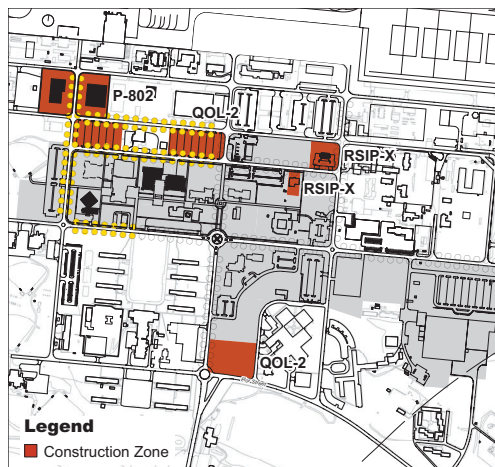 P-802
QOL-2
RSIP-X
RSIP-X
QOL-2
Legend
Construction Zone